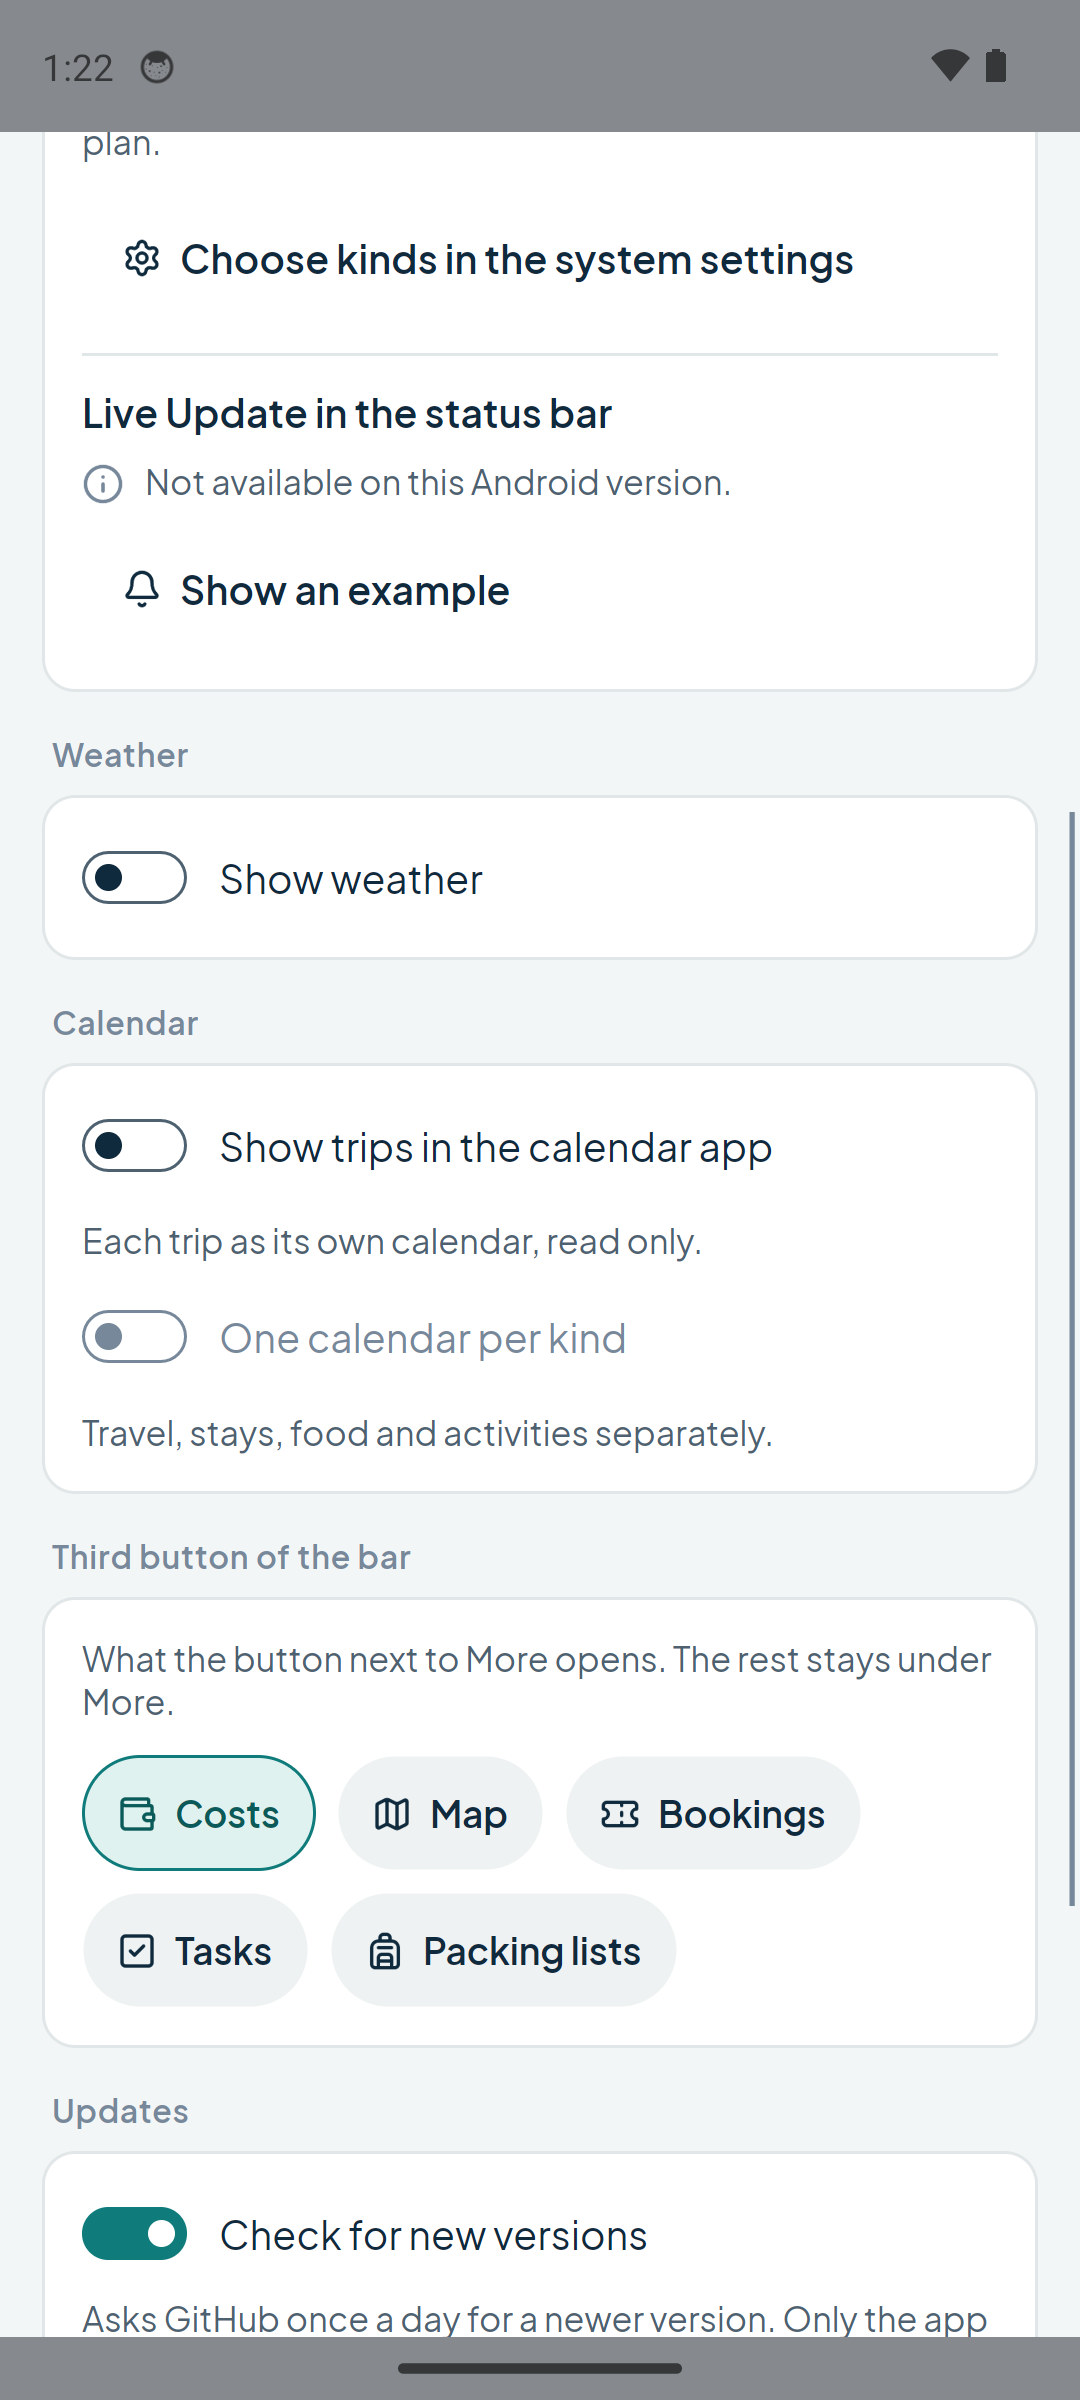 1:22
plan.
Choose kinds in the system settings
Live Update in the status bar
Not available on this Android version.
Show an example
Weather
Show weather
Calendar
Show trips in the calendar app
Each trip as its own calendar, read only.
One calendar per kind
Travel, stays, food and activities separately.
Third button of the bar
What the button next to More opens. The rest stays under
More.
Costs
Map
Bookings
Tasks
Packing lists
Updates
Check for new versions
Asks GitHub once a day for a newer version. Only the app